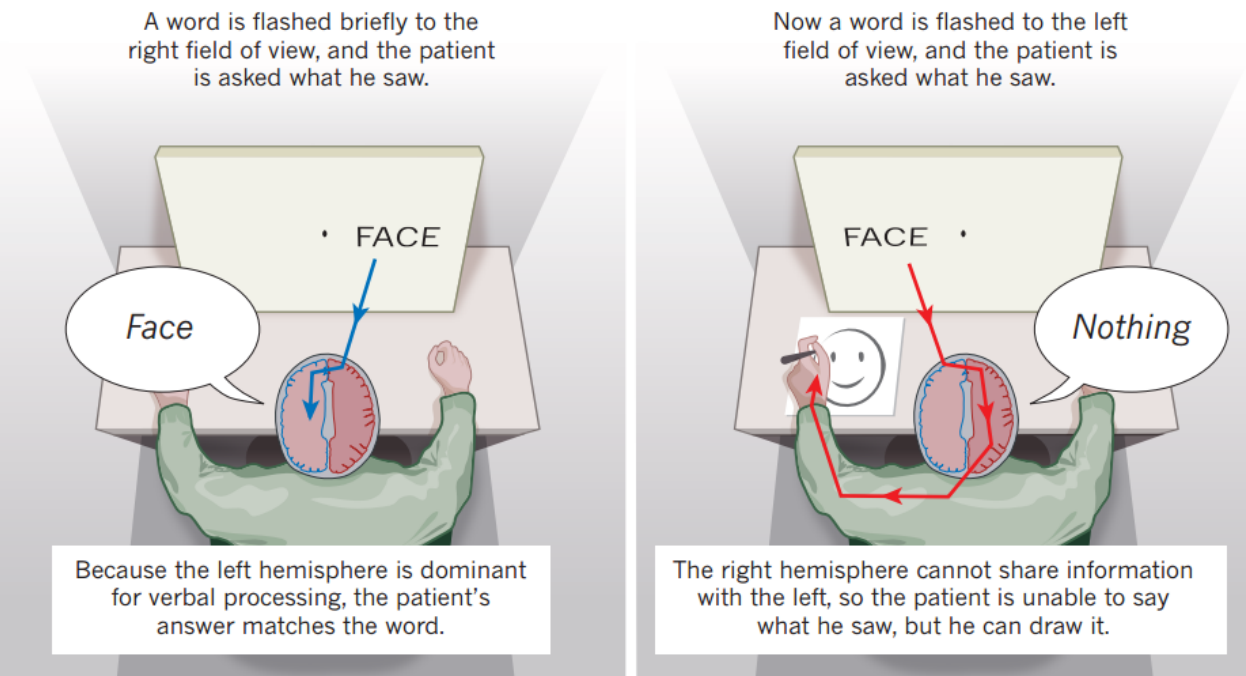 A word is flashed briefly to the
right field of view, and the patient
is asked what he saw.
FACE
Face
Because the left hemisphere is dominant
for verbal processing, the patient's
answer matches the word.
Now a word is flashed to the left
field of view, and the patient is
asked what he saw.
FACE
Nothing
The right hemisphere cannot share information
with the left, so the patient is unable to say
what he saw, but he can draw it.